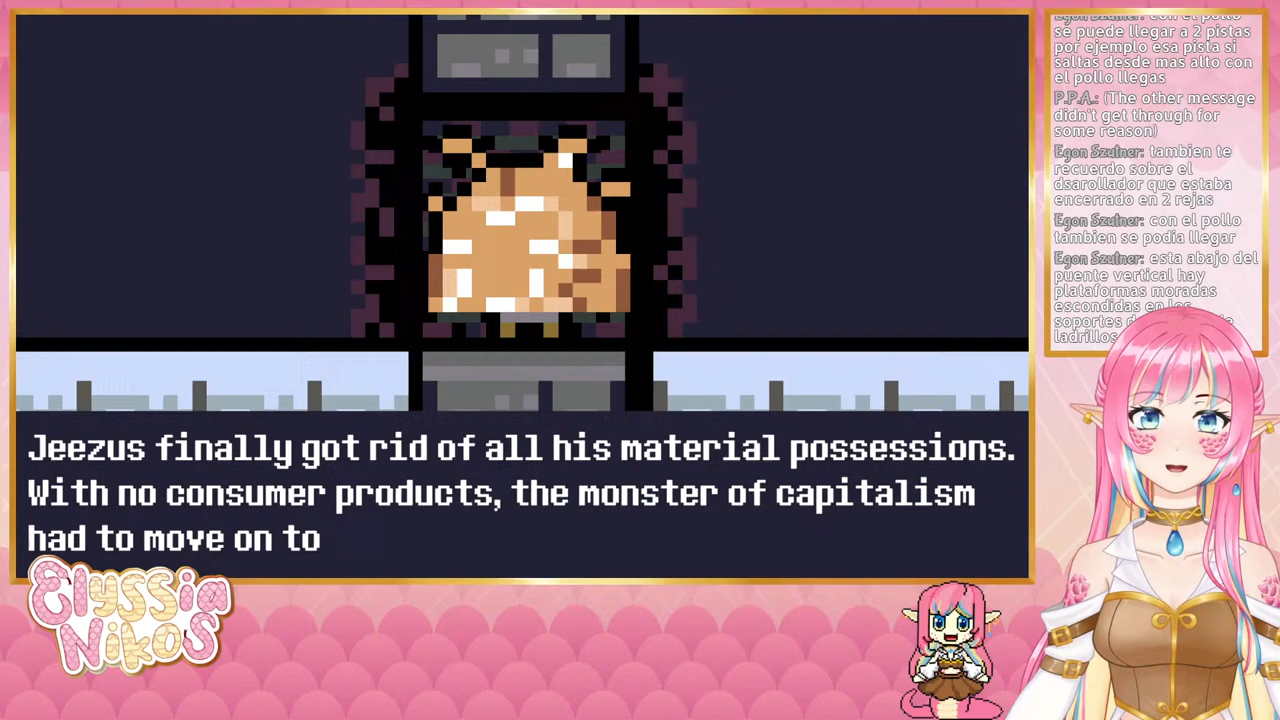 Jeezus finally got rid of all his material possessions.
With no consumer products, the monster of capitalism
had to move on to
Elyssia
Nikos
Egon Szulner: con el pollo
se puede llegar a 2 pistas
por ejemplo esa pista si
saltas desde mas alto con
el pollo llegas
P.P.A.: (The other message
didn't get through for
some reason)
Egon Szulner: tambien te
recuerdo sobre el
dsarollador que estaba
encerrado en 2 rejas
Egon Szulner: con el pollo
tambien se podia llegar
Egon Szulner: esta abajo del
puente vertical hay
plataformas moradas
escondidas en los
soportes
ladrillos